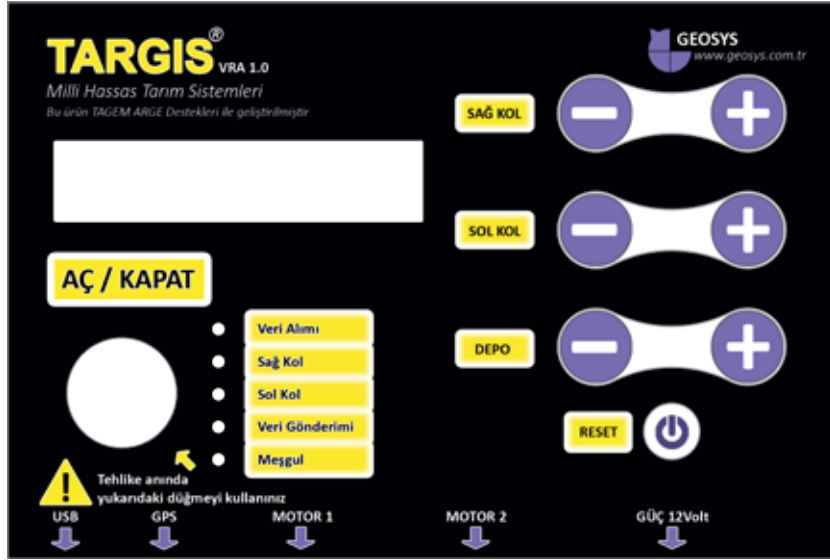 TARGIS®
VRA 1.0
Milli Hassas Tarım Sistemleri
Bu ürün TAGEM ARGE Destekleri ile geliştirilmiştir
GEOSYS
www.geosys.com.tr
SAĞ KOL
SOL KOL
DEPO
RESET
AÇ / KAPAT
Veri Alımı
Sağ Kol
Sol Kol
Veri Gönderimi
Meşgul
Tehlike anında
yukarıdaki düğmeyi kullanınız
USB
GPS
MOTOR 1
MOTOR 2
GÜÇ 12Volt